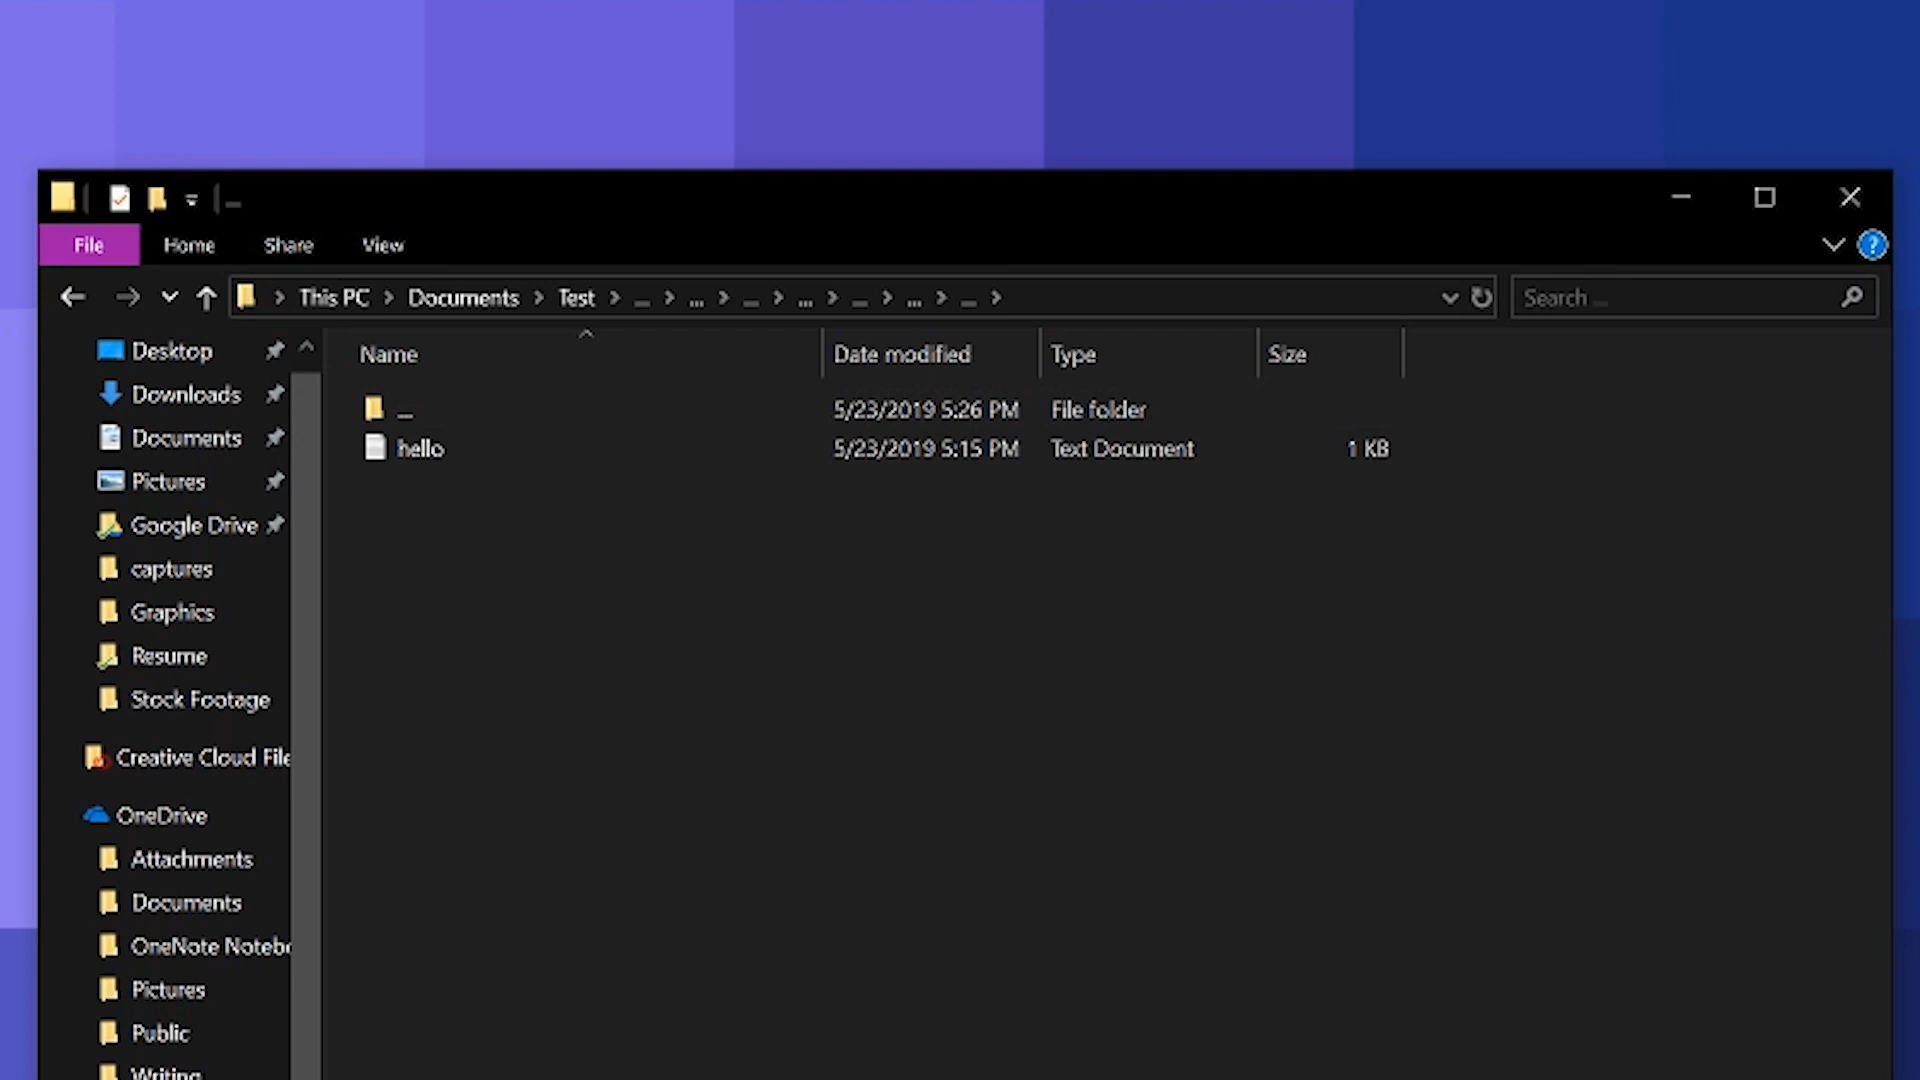 _
File Home Share View
This PC > Documents > Test > _ > ... > _ > ... > _ > ... > _ >
Search _
Name Date modified Type Size
_ 5/23/2019 5:26 PM File folder
hello 5/23/2019 5:15 PM Text Document 1 KB
Desktop
Downloads
Documents
Pictures
Google Drive
captures
Graphics
Resume
Stock Footage
Creative Cloud File
OneDrive
Attachments
Documents
OneNote Notebo
Pictures
Public
Writing